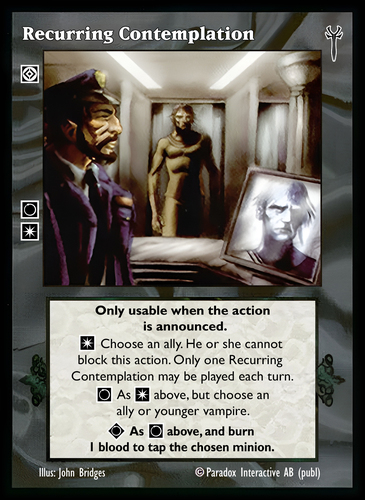 Recurring Contemplation
Only usable when the action
is announced.
Choose an ally. He or she cannot
block this action. Only one Recurring
Contemplation may be played each turn.
As above, but choose an
ally or younger vampire.
As above, and burn
1 blood to tap the chosen minion.
Illus: John Bridges © Paradox Interactive AB (publ)